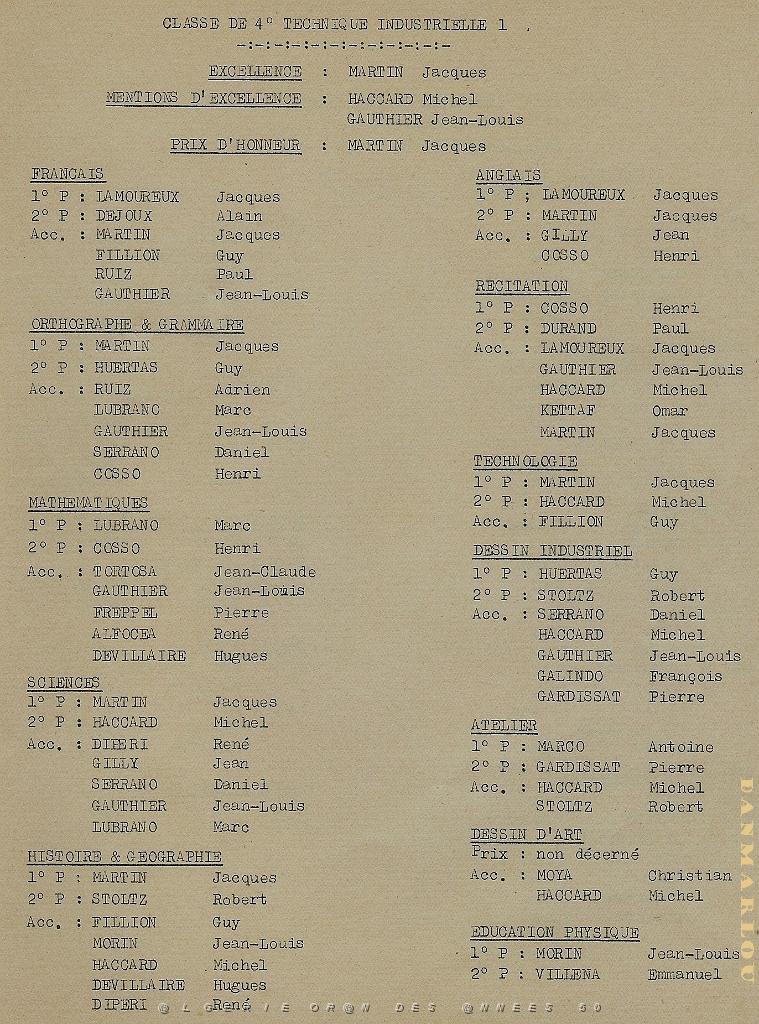 CLASSE DE 4° TECHNIQUE INDUSTRIELLE 1 .
-:-:-:-:-:-:-:-:-:-:-
EXCELLENCE : MARTIN Jacques
MENTIONS D'EXCELLENCE : HACCARD Michel
GAUTHIER Jean-Louis
PRIX D'HONNEUR : MARTIN Jacques
FRANCAIS
1° P : LAMOUREUX Jacques
2° P : DEJOUX Alain
Acc. : MARTIN Jacques
FILLION Guy
RUIZ Paul
GAUTHIER Jean-Louis
ORTHOGRAPHE & GRAMMAIRE
1° P : MARTIN Jacques
2° P : HUERTAS Guy
Acc. : RUIZ Adrien
LUBRANO Marc
GAUTHIER Jean-Louis
SERRANO Daniel
COSSO Henri
MATHEMATIQUES
1° P : LUBRANO Marc
2° P : COSSO Henri
Acc. : TORTOSA Jean-Claude
GAUTHIER Jean-Louis
FREPPEL Pierre
ALFOCEA René
DEVILLAIRE Hugues
SCIENCES
1° P : MARTIN Jacques
2° P : HACCARD Michel
Acc. : DIPERI René
GILLY Jean
SERRANO Daniel
GAUTHIER Jean-Louis
LUBRANO Marc
HISTOIRE & GEOGRAPHIE
1° P : MARTIN Jacques
2° P : STOLTZ Robert
Acc. : FILLION Guy
MORIN Jean-Louis
HACCARD Michel
DEVILLAIRE Hugues
DIPERI René
ANGLAIS
1° P ; LAMOUREUX Jacques
2° P : MARTIN Jacques
Acc. : GILLY Jean
COSSO Henri
RECITATION
1° P : COSSO Henri
2° P : DURAND Paul
Acc. : LAMOUREUX Jacques
GAUTHIER Jean-Louis
HACCARD Michel
KETTAF Omar
MARTIN Jacques
TECHNOLOGIE
1° P : MARTIN Jacques
2° P : HACCARD Michel
Acc. : FILLION Guy
DESSIN INDUSTRIEL
1° P : HUERTAS Guy
2° P : STOLTZ Robert
Acc. : SERRANO Daniel
HACCARD Michel
GAUTHIER Jean-Louis
GALINDO François
GARDISSAT Pierre
ATELIER
1° P : MARCO Antoine
2° P : GARDISSAT Pierre
Acc. : HACCARD Michel
STOLTZ Robert
DESSIN D'ART
Prix : non décerné
Acc. : MOYA Christian
HACCARD Michel
EDUCATION PHYSIQUE
1° P : MORIN Jean-Louis
2° P : VILLENA Emmanuel
DANMARLOU
@LGERIE OR@N DES @NNEES 60